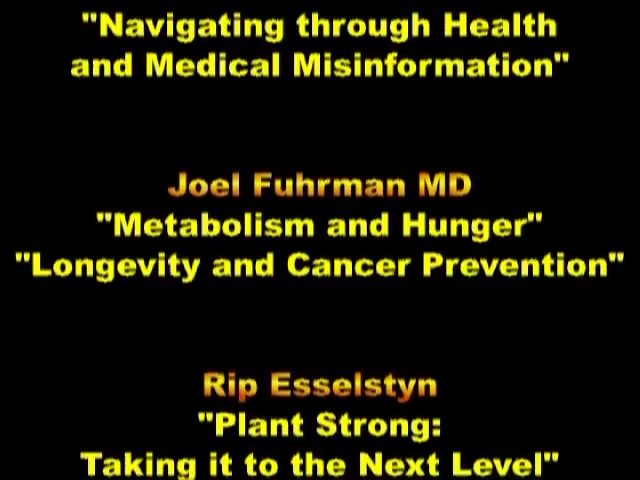 "Navigating through Health
and Medical Misinformation"
Joel Fuhrman MD
"Metabolism and Hunger"
"Longevity and Cancer Prevention"
Rip Esselstyn
"Plant Strong:
Taking it to the Next Level"